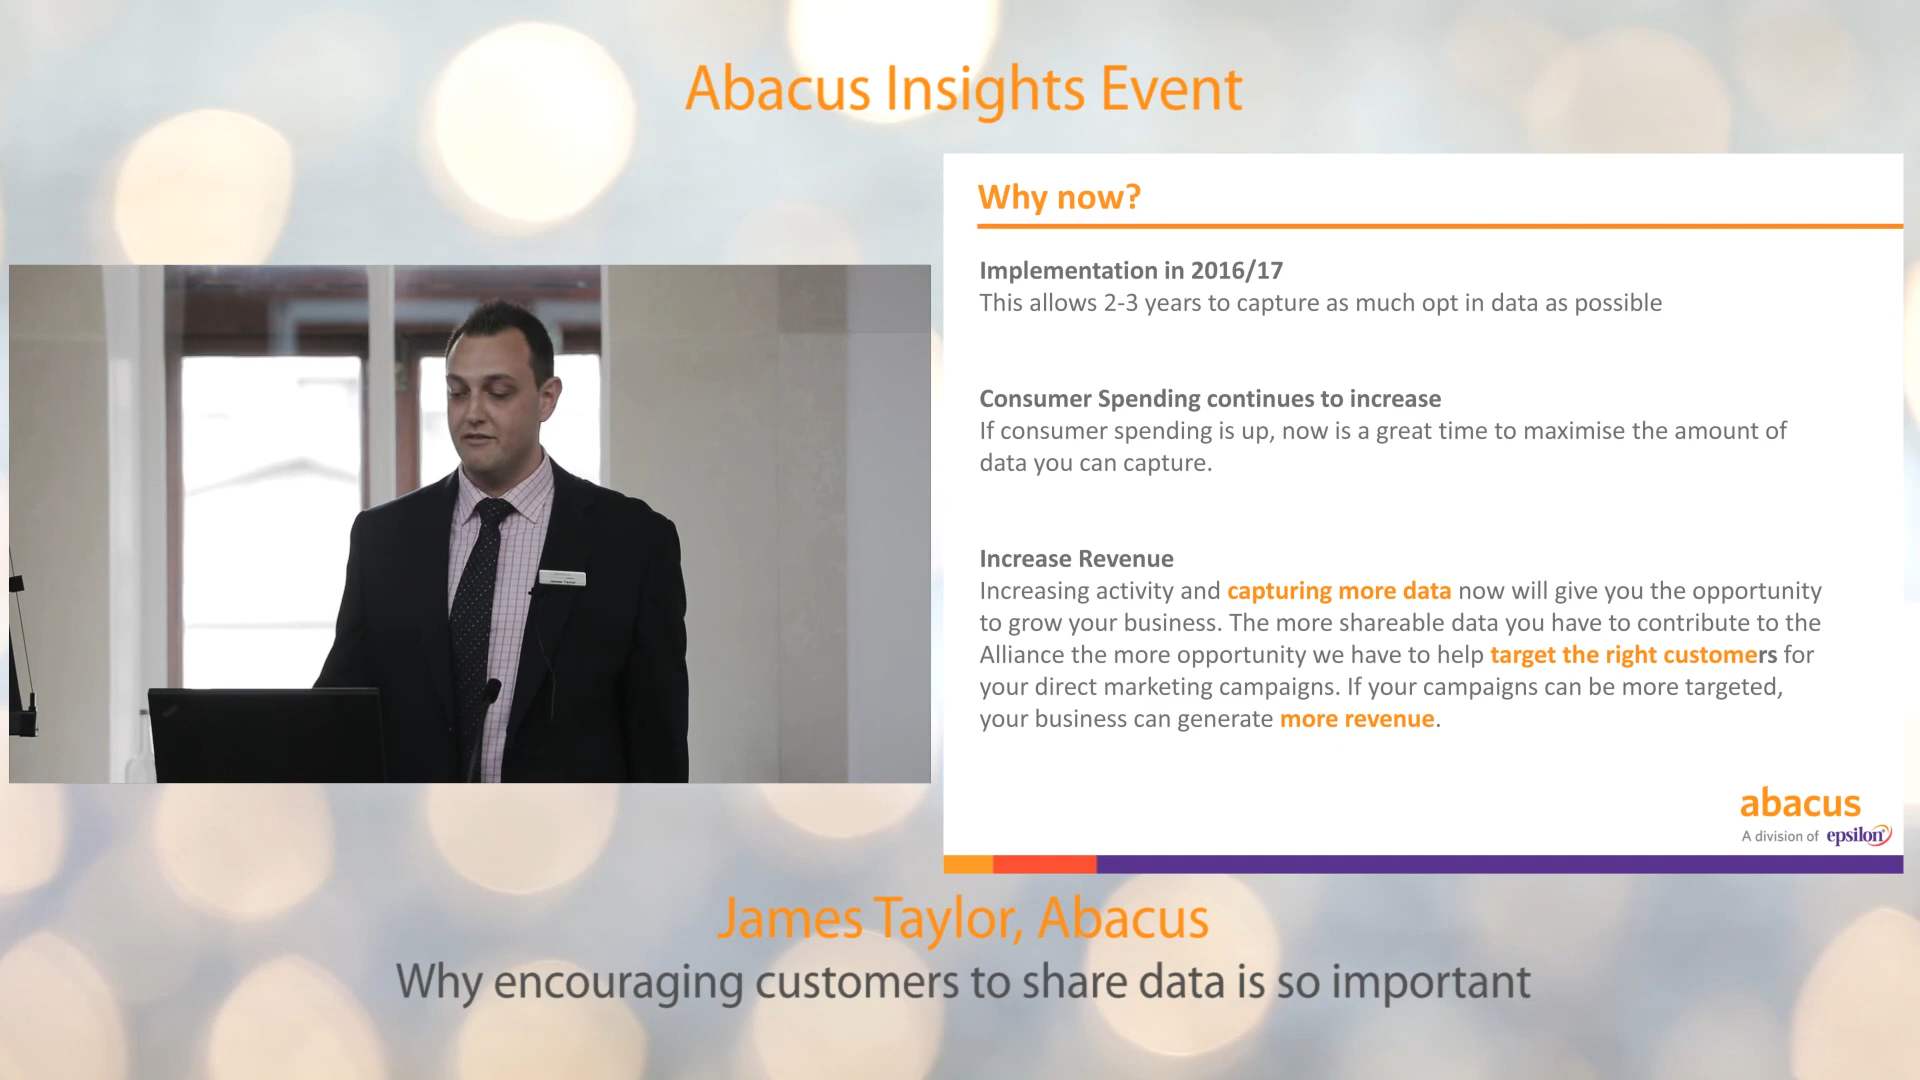 Abacus Insights Event
Why now?
Implementation in 2016/17
This allows 2-3 years to capture as much opt in data as possible
Consumer Spending continues to increase
If consumer spending is up, now is a great time to maximise the amount of
data you can capture.
Increase Revenue
Increasing activity and capturing more data now will give you the opportunity
to grow your business. The more shareable data you have to contribute to the
Alliance the more opportunity we have to help target the right customers for
your direct marketing campaigns. If your campaigns can be more targeted,
your business can generate more revenue.
abacus
A division of epsilon
James Taylor, Abacus
Why encouraging customers to share data is so important